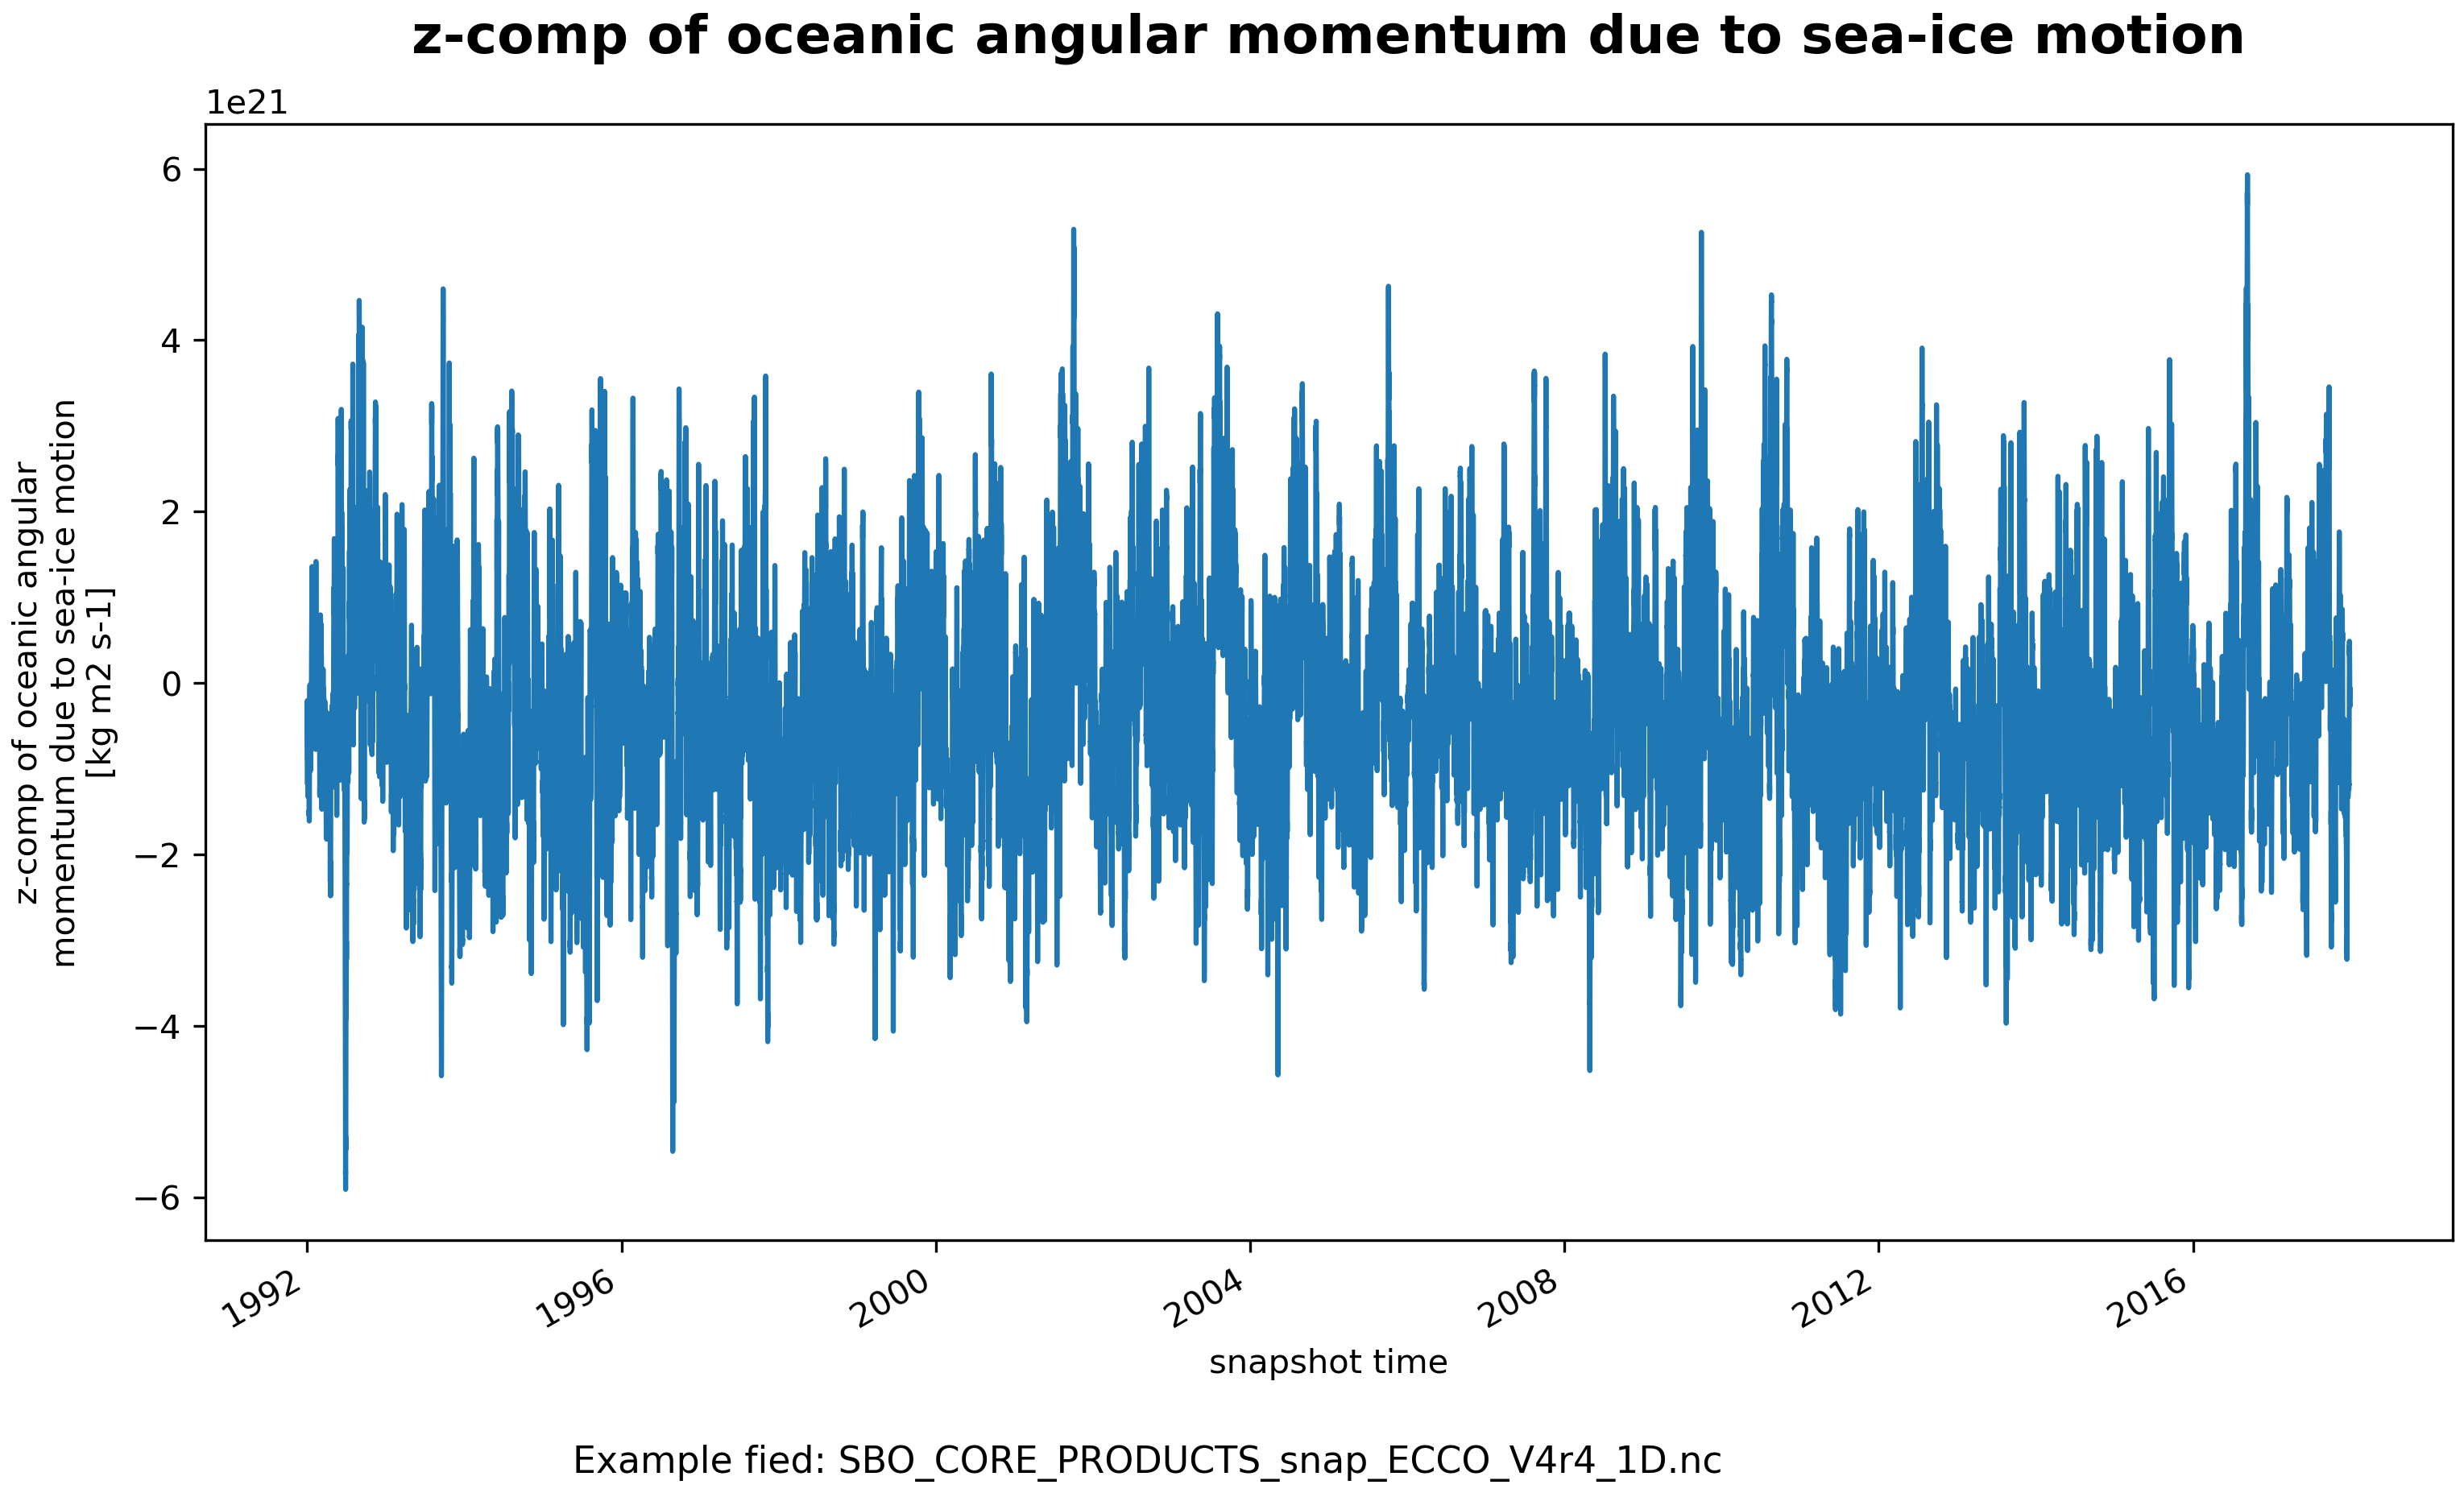 z-comp of oceanic angular momentum due to sea-ice motion
1e21
6
4
2
0
−2
−4
−6
z-comp of oceanic angular
momentum due to sea-ice motion
[kg m2 s-1]
1992
1996
2000
2004
2008
2012
2016
snapshot time
Example fied: SBO_CORE_PRODUCTS_snap_ECCO_V4r4_1D.nc